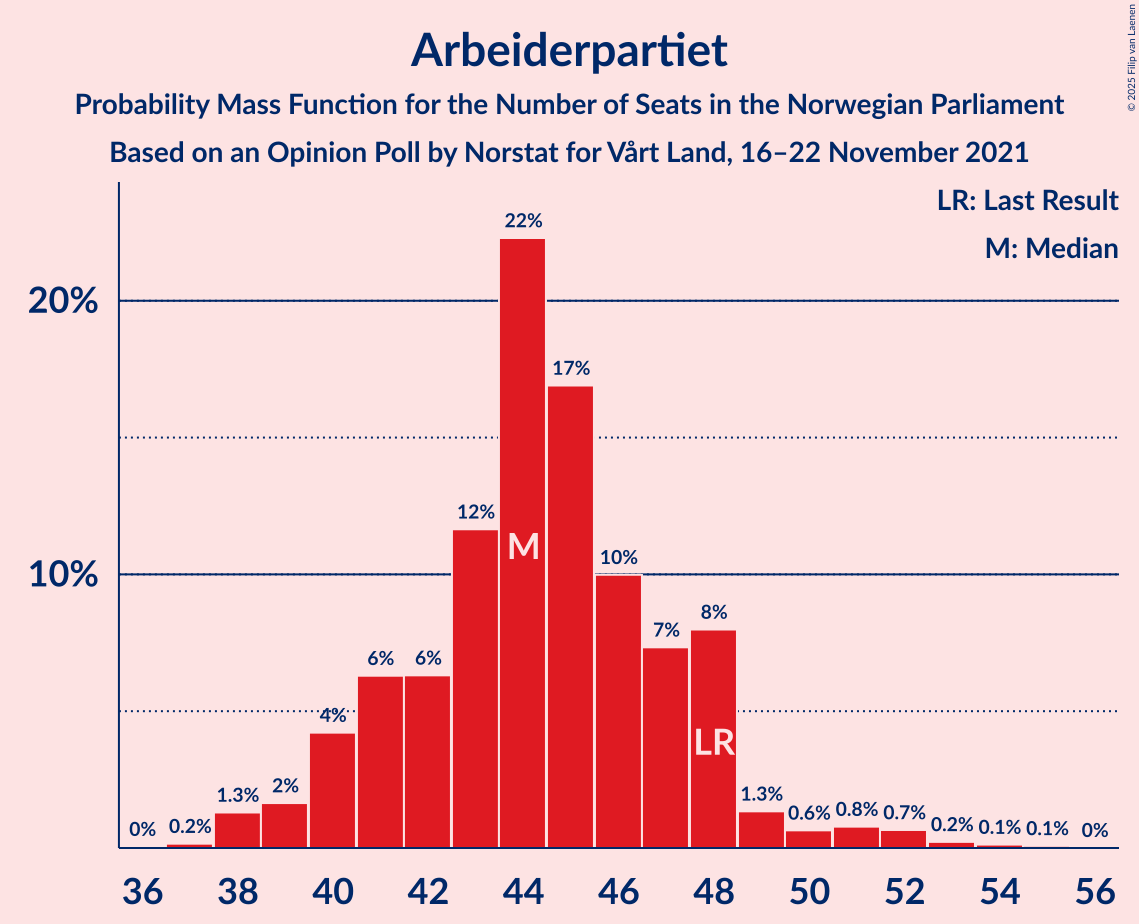 Arbeiderpartiet
Probability Mass Function for the Number of Seats in the Norwegian Parliament
Based on an Opinion Poll by Norstat for Vårt Land, 16–22 November 2021
© 2025 Filip van Laenen
LR: Last Result
M: Median
20%
10%
0% 0.2% 1.3% 2% 4% 6% 6% 12% 22% 17% 10% 7% 8% 1.3% 0.6% 0.8% 0.7% 0.2% 0.1% 0.1% 0%
M
LR
36 38 40 42 44 46 48 50 52 54 56